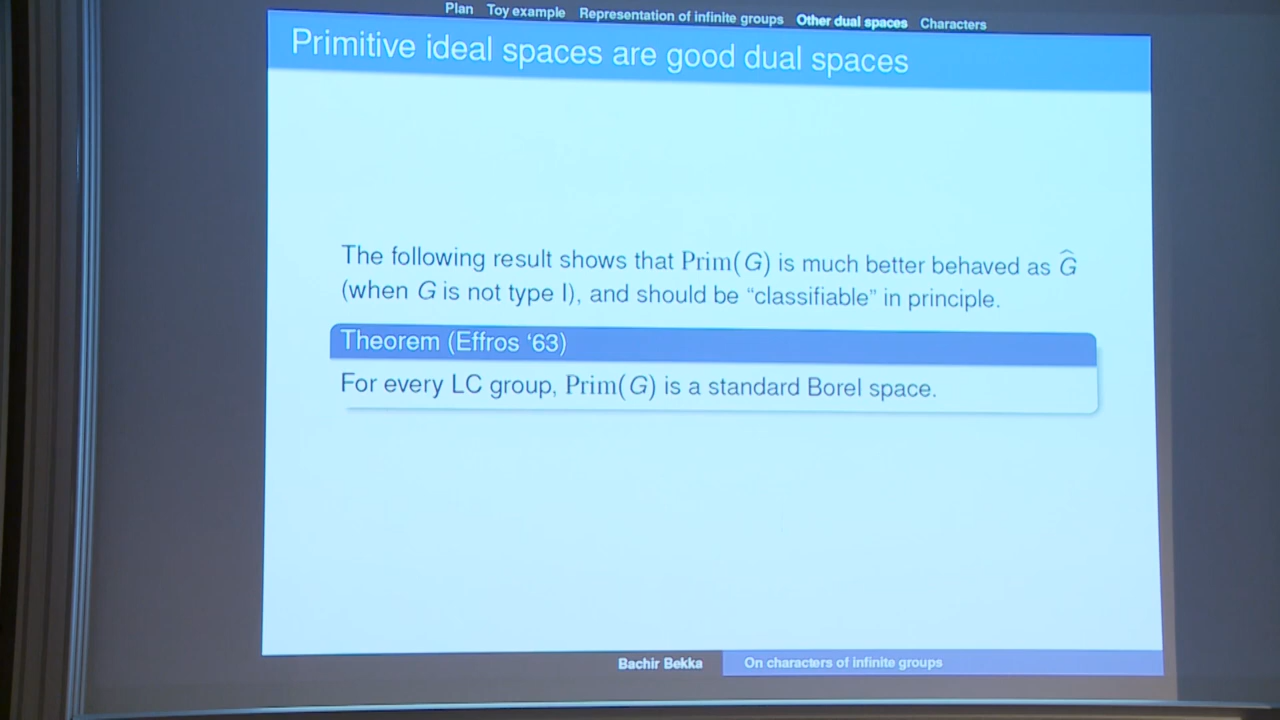 Plan Toy example Representation of infinite groups Other dual spaces Characters
Primitive ideal spaces are good dual spaces
The following result shows that Prim(G) is much better behaved as Ĝ
(when G is not type I), and should be “classifiable” in principle.
Theorem (Effros ‘63)
For every LC group, Prim(G) is a standard Borel space.
Bachir Bekka On characters of infinite groups